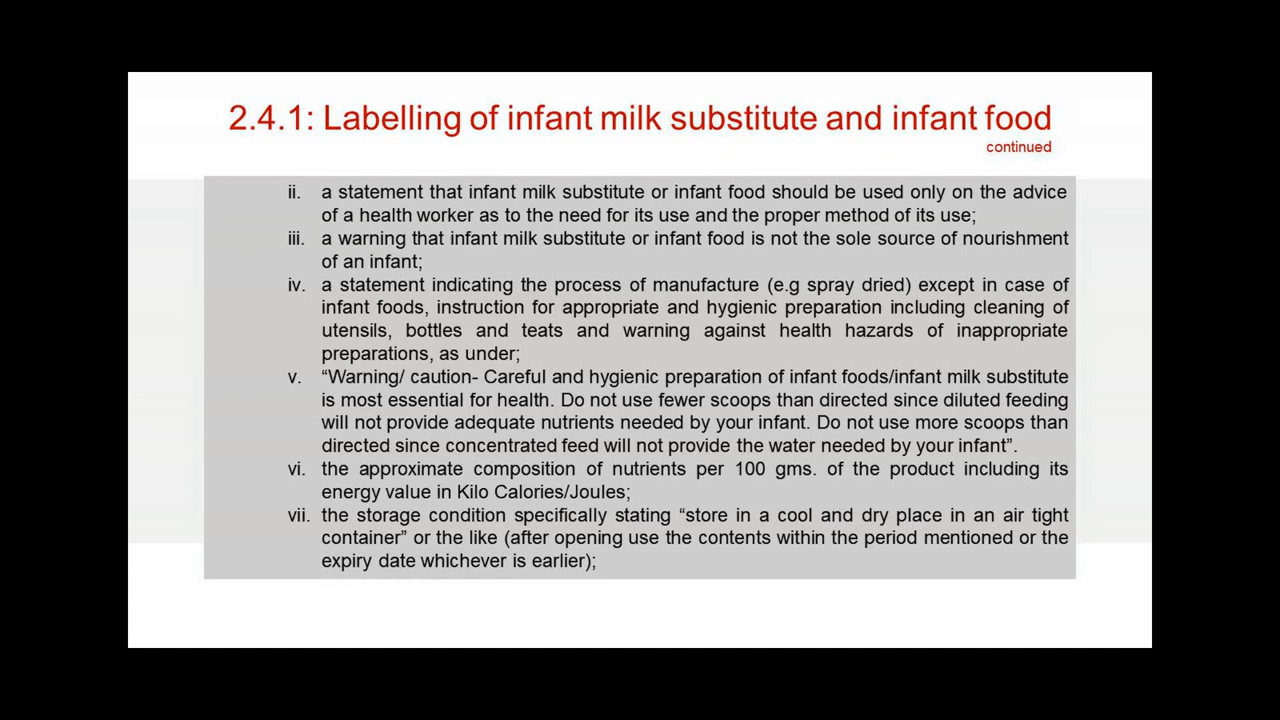 2.4.1: Labelling of infant milk substitute and infant food
continued
ii. a statement that infant milk substitute or infant food should be used only on the advice
of a health worker as to the need for its use and the proper method of its use;
iii. a warning that infant milk substitute or infant food is not the sole source of nourishment
of an infant;
iv. a statement indicating the process of manufacture (e.g spray dried) except in case of
infant foods, instruction for appropriate and hygienic preparation including cleaning of
utensils, bottles and teats and warning against health hazards of inappropriate
preparations, as under;
v. “Warning/ caution- Careful and hygienic preparation of infant foods/infant milk substitute
is most essential for health. Do not use fewer scoops than directed since diluted feeding
will not provide adequate nutrients needed by your infant. Do not use more scoops than
directed since concentrated feed will not provide the water needed by your infant”.
vi. the approximate composition of nutrients per 100 gms. of the product including its
energy value in Kilo Calories/Joules;
vii. the storage condition specifically stating “store in a cool and dry place in an air tight
container” or the like (after opening use the contents within the period mentioned or the
expiry date whichever is earlier);